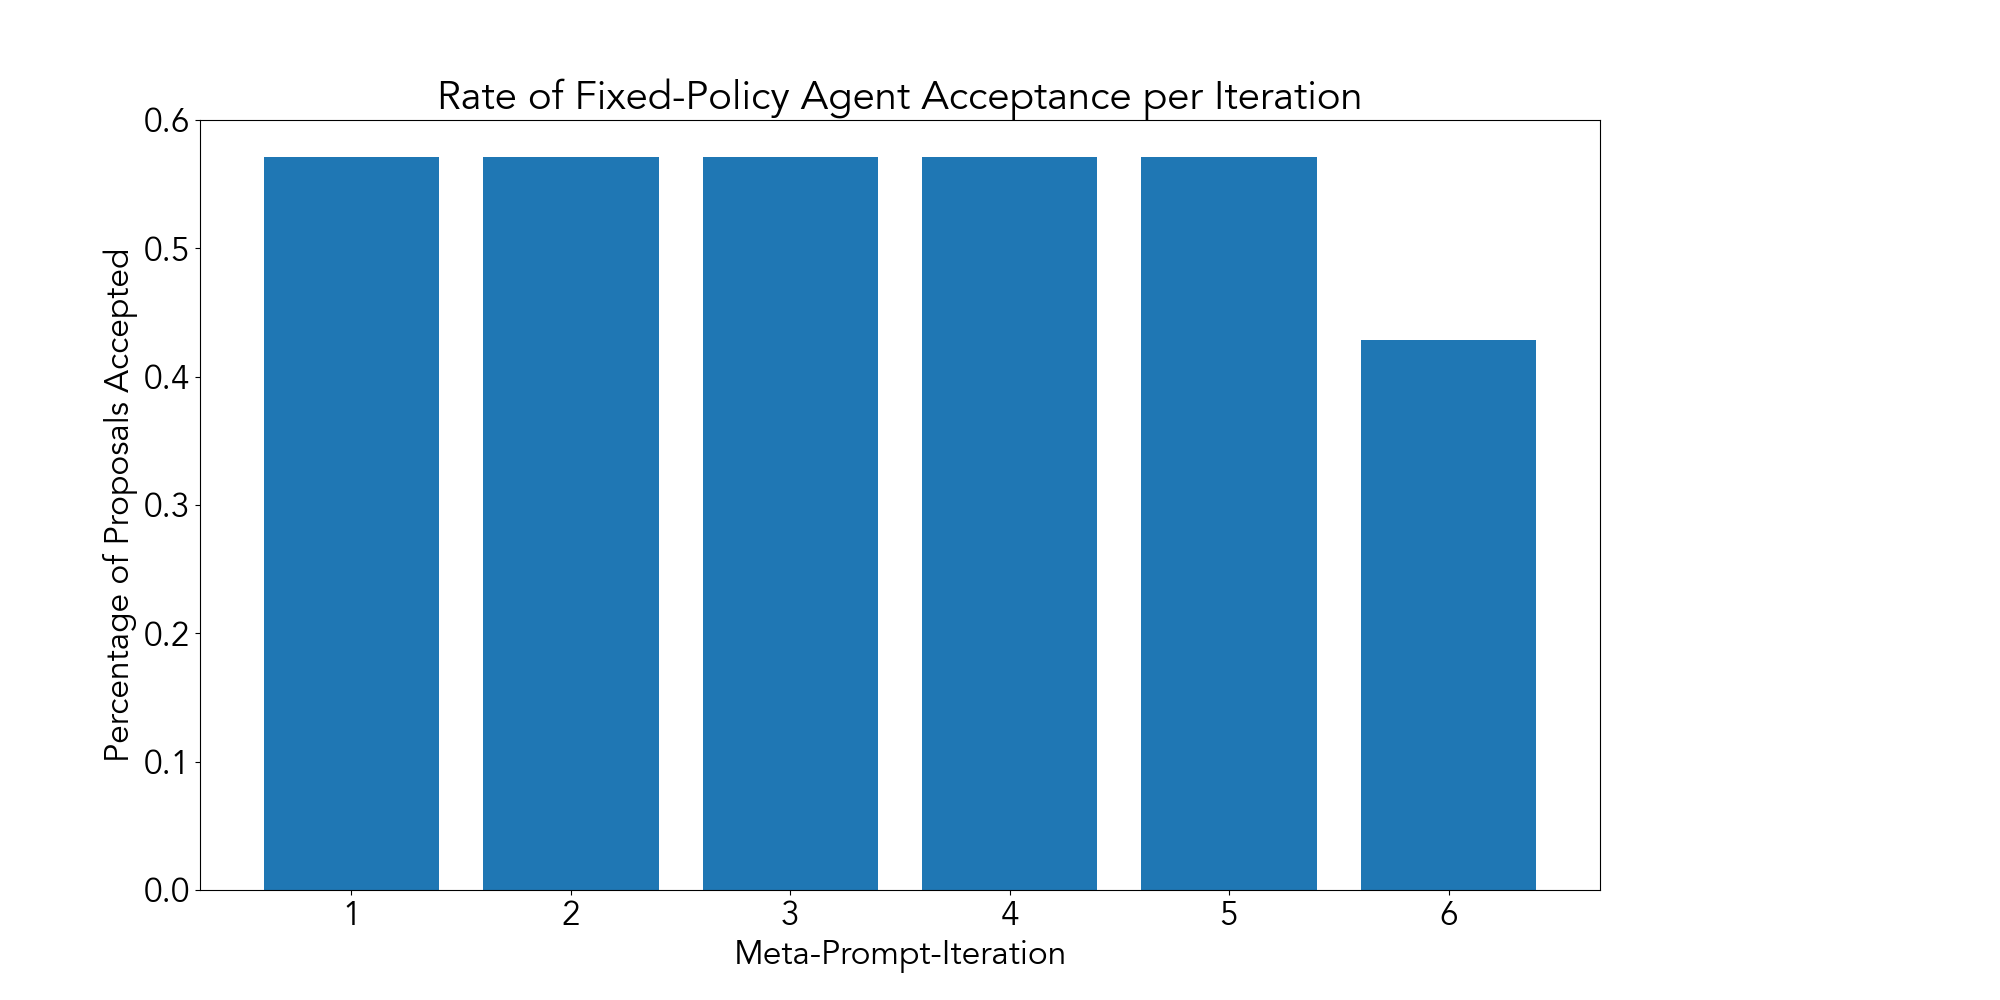 Rate of Fixed-Policy Agent Acceptance per Iteration
Percentage of Proposals Accepted
0.6
0.5
0.4
0.3
0.2
0.1
0.0
1 2 3 4 5 6
Meta-Prompt-Iteration